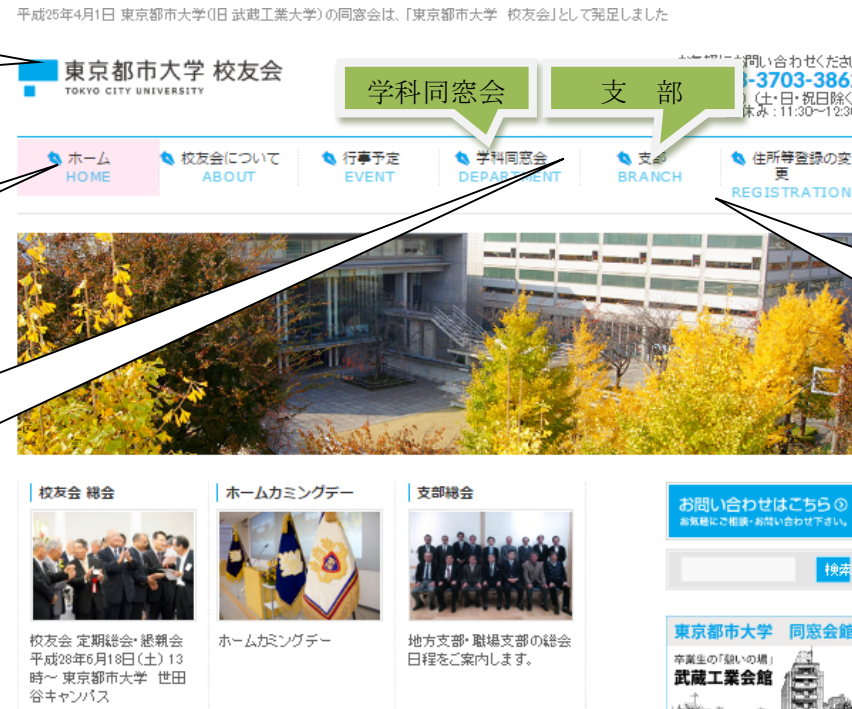 平成25年4月1日 東京都市大学(旧 武蔵工業大学)の同窓会は、「東京都市大学 校友会」として発足しました
東京都市大学 校友会
TOKYO CITY UNIVERSITY
問い合わせくださ
-3703-386
(土・日・祝日除く
休み:11:30~12:30
学科同窓会
支 部
ホーム
HOME
校友会について
ABOUT
行事予定
EVENT
学科同窓会
DEPARTMENT
支部
BRANCH
住所等登録の変
更
REGISTRATION
校友会 総会
ホームカミングデー
支部総会
お問い合わせはこちら
お気軽にご相談・お問い合わせ下さい。
検索
校友会 定期総会・懇親会
平成28年6月18日(土) 13
時~ 東京都市大学 世田
谷キャンパス
ホームカミングデー
地方支部・職場支部の総会
日程をご案内します。
東京都市大学 同窓会館
卒業生の「憩いの場」
武蔵工業会館